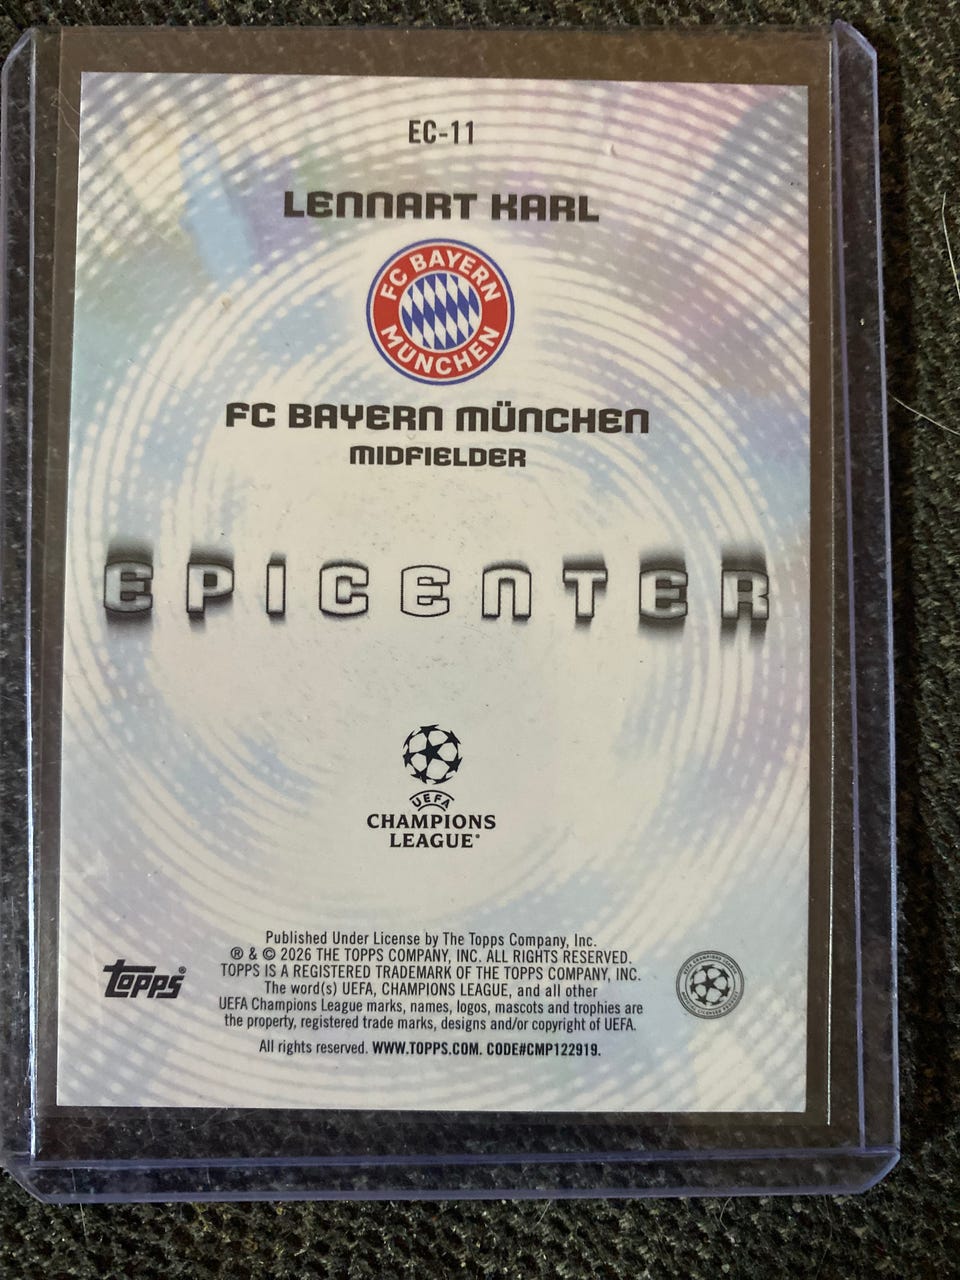 EC-11
LENNART KARL
FC BAYERN
MÜNCHEN
FC BAYERN MÜNCHEN
MIDFIELDER
EPICENTER
UEFA
CHAMPIONS
LEAGUE®
Published Under License by The Topps Company, Inc.
® & © 2026 THE TOPPS COMPANY, INC. ALL RIGHTS RESERVED.
TOPPS IS A REGISTERED TRADEMARK OF THE TOPPS COMPANY, INC.
The word(s) UEFA, CHAMPIONS LEAGUE, and all other
UEFA Champions League marks, names, logos, mascots and trophies are
the property, registered trade marks, designs and/or copyright of UEFA.
All rights reserved. WWW.TOPPS.COM. CODE#CMP122919.
Topps®